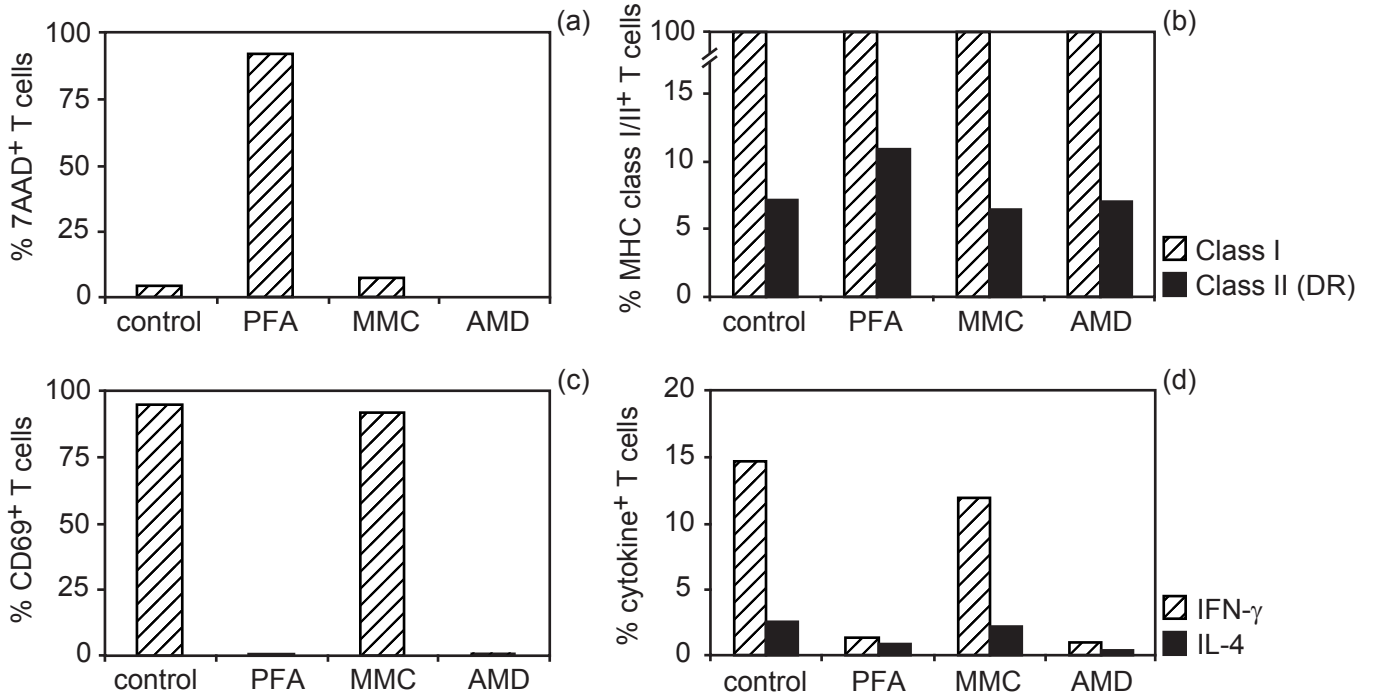 (a)
% 7AAD+ T cells
100
75
50
25
0
control PFA MMC AMD
(b)
% MHC class I/II+ T cells
100
15
10
5
0
control PFA MMC AMD
Class I
Class II (DR)
(c)
% CD69+ T cells
100
75
50
25
0
control PFA MMC AMD
(d)
% cytokine+ T cells
20
15
10
5
0
control PFA MMC AMD
IFN-γ
IL-4